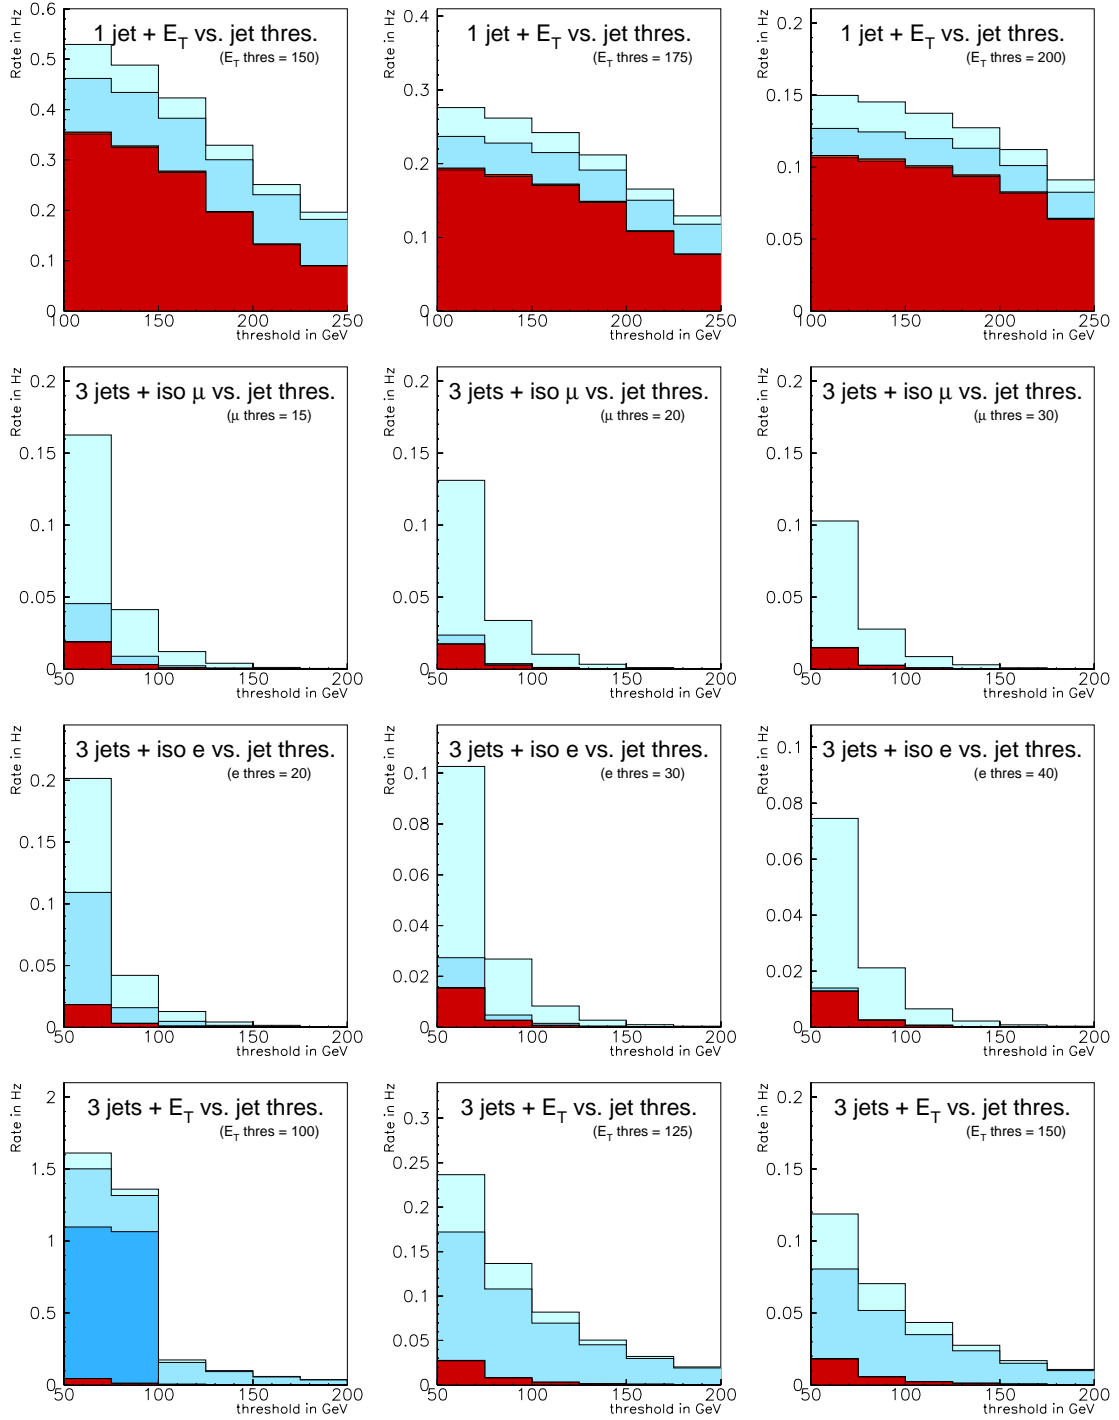 Rate in Hz
1 jet + E_T vs. jet thres.
(E_T thres = 150)
0.6
0.5
0.4
0.3
0.2
0.1
0
100 150 200 250
threshold in GeV
Rate in Hz
1 jet + E_T vs. jet thres.
(E_T thres = 175)
0.4
0.3
0.2
0.1
0
100 150 200 250
threshold in GeV
Rate in Hz
1 jet + E_T vs. jet thres.
(E_T thres = 200)
0.2
0.15
0.1
0.05
0
100 150 200 250
threshold in GeV
Rate in Hz
3 jets + iso μ vs. jet thres.
(μ thres = 15)
0.2
0.15
0.1
0.05
0
50 100 150 200
threshold in GeV
Rate in Hz
3 jets + iso μ vs. jet thres.
(μ thres = 20)
0.2
0.15
0.1
0.05
0
50 100 150 200
threshold in GeV
Rate in Hz
3 jets + iso μ vs. jet thres.
(μ thres = 30)
0.2
0.15
0.1
0.05
0
50 100 150 200
threshold in GeV
Rate in Hz
3 jets + iso e vs. jet thres.
(e thres = 20)
0.2
0.15
0.1
0.05
0
50 100 150 200
threshold in GeV
Rate in Hz
3 jets + iso e vs. jet thres.
(e thres = 30)
0.1
0.08
0.06
0.04
0.02
0
50 100 150 200
threshold in GeV
Rate in Hz
3 jets + iso e vs. jet thres.
(e thres = 40)
0.1
0.08
0.06
0.04
0.02
0
50 100 150 200
threshold in GeV
Rate in Hz
3 jets + E_T vs. jet thres.
(E_T thres = 100)
2
1.5
1
0.5
0
50 100 150 200
threshold in GeV
Rate in Hz
3 jets + E_T vs. jet thres.
(E_T thres = 125)
0.3
0.25
0.2
0.15
0.1
0.05
0
50 100 150 200
threshold in GeV
Rate in Hz
3 jets + E_T vs. jet thres.
(E_T thres = 150)
0.2
0.15
0.1
0.05
0
50 100 150 200
threshold in GeV